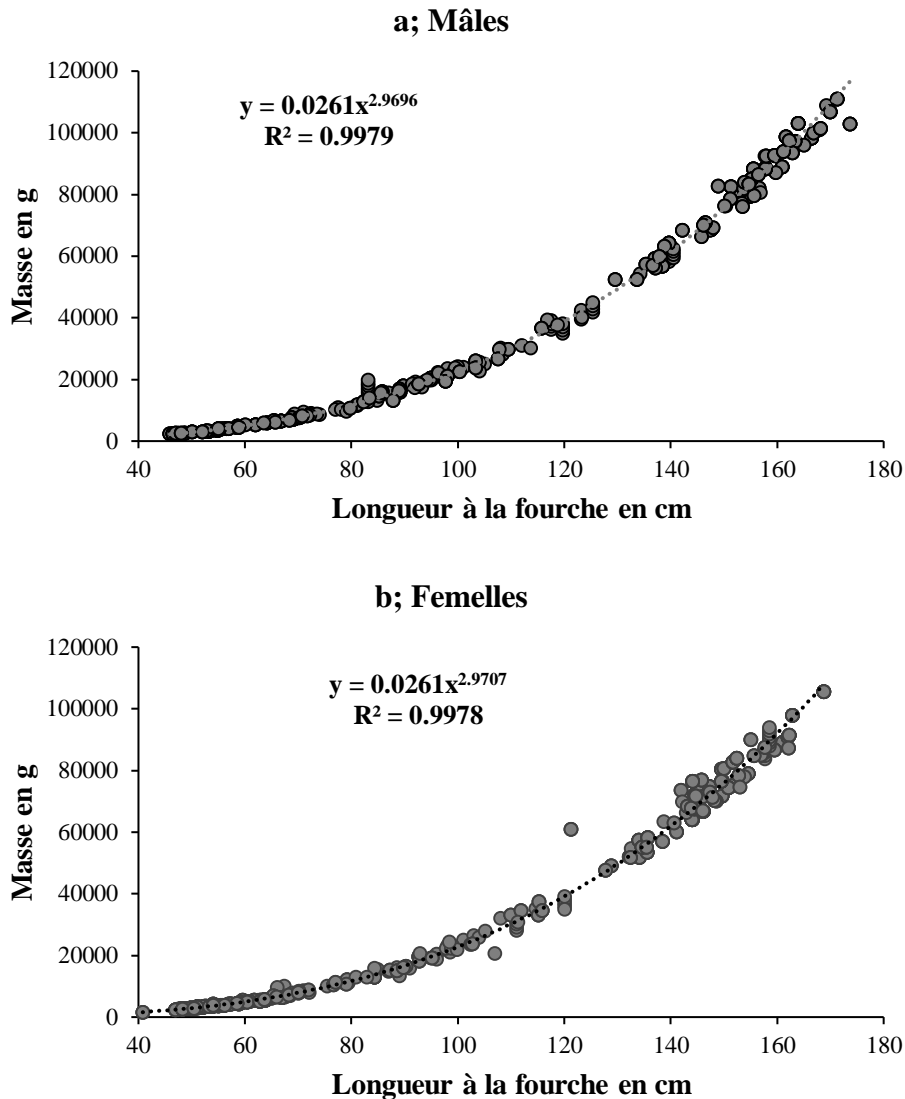 a; Mâles
120000
100000
80000
60000
40000
20000
0
y = 0.0261x^2.9696
R² = 0.9979
Masse en g
40 60 80 100 120 140 160 180
Longueur à la fourche en cm
b; Femelles
120000
100000
80000
60000
40000
20000
0
y = 0.0261x^2.9707
R² = 0.9978
Masse en g
40 60 80 100 120 140 160 180
Longueur à la fourche en cm